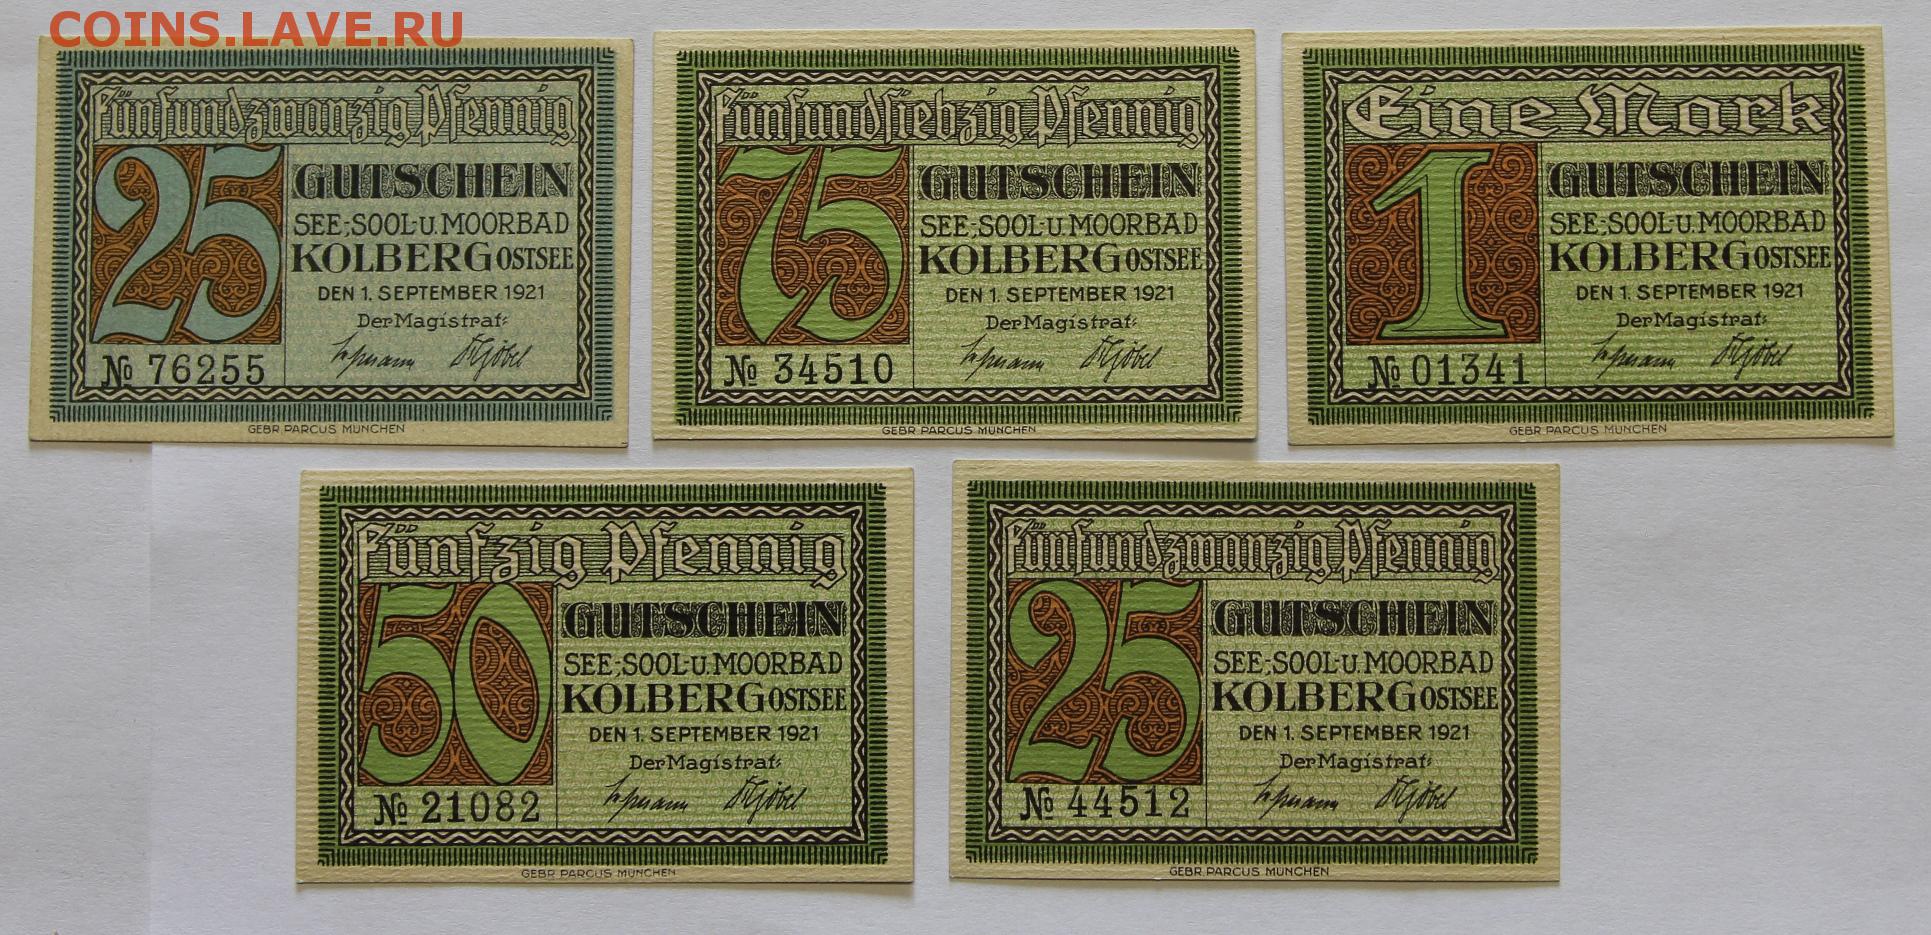 COINS.LAVE.RU
Fünfundzwanzig Pfennig
25
GUTSCHEIN
SEE-,SOOL-U.MOORBAD
KOLBERG OSTSEE
DEN 1. SEPTEMBER 1921
Der Magistrat:
№ 76255
GEBR. PARCUS MÜNCHEN
Fünfundsiebzig Pfennig
75
GUTSCHEIN
SEE-,SOOL-U.MOORBAD
KOLBERG OSTSEE
DEN 1. SEPTEMBER 1921
Der Magistrat:
№ 34510
GEBR. PARCUS MÜNCHEN
Eine Mark
1
GUTSCHEIN
SEE-,SOOL-U.MOORBAD
KOLBERG OSTSEE
DEN 1. SEPTEMBER 1921
Der Magistrat:
№ 01341
GEBR. PARCUS MÜNCHEN
Fünfzig Pfennig
50
GUTSCHEIN
SEE-,SOOL-U.MOORBAD
KOLBERG OSTSEE
DEN 1. SEPTEMBER 1921
Der Magistrat:
№ 21082
GEBR. PARCUS MÜNCHEN
Fünfundzwanzig Pfennig
25
GUTSCHEIN
SEE-,SOOL-U.MOORBAD
KOLBERG OSTSEE
DEN 1. SEPTEMBER 1921
Der Magistrat:
№ 44512
GEBR. PARCUS MÜNCHEN